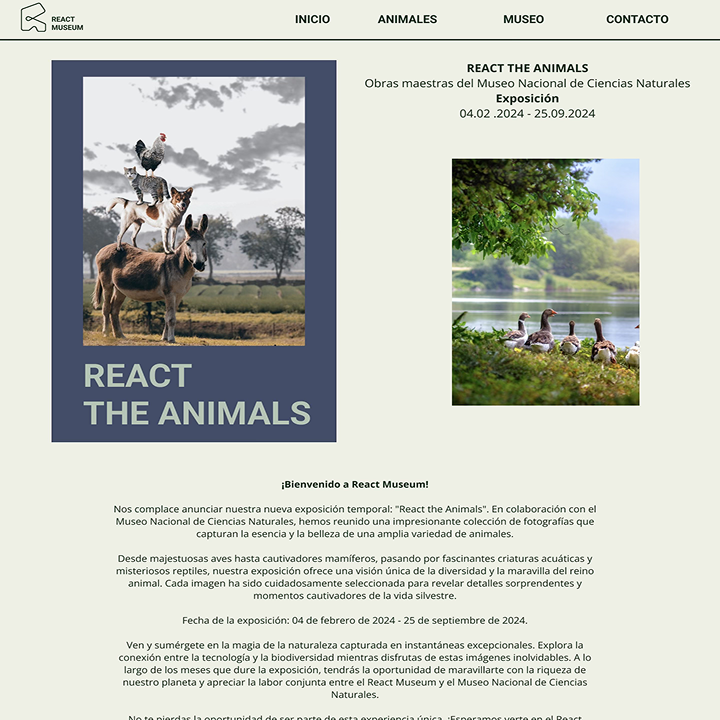 REACT
MUSEUM
INICIO
ANIMALES
MUSEO
CONTACTO
REACT THE ANIMALS
Obras maestras del Museo Nacional de Ciencias Naturales
Exposición
04.02 .2024 - 25.09.2024
REACT
THE ANIMALS
¡Bienvenido a React Museum!
Nos complace anunciar nuestra nueva exposición temporal: "React the Animals". En colaboración con el
Museo Nacional de Ciencias Naturales, hemos reunido una impresionante colección de fotografías que
capturan la esencia y la belleza de una amplia variedad de animales.
Desde majestuosas aves hasta cautivadores mamíferos, pasando por fascinantes criaturas acuáticas y
misteriosos reptiles, nuestra exposición ofrece una visión única de la diversidad y la maravilla del reino
animal. Cada imagen ha sido cuidadosamente seleccionada para revelar detalles sorprendentes y
momentos cautivadores de la vida silvestre.
Fecha de la exposición: 04 de febrero de 2024 - 25 de septiembre de 2024.
Ven y sumérgete en la magia de la naturaleza capturada en instantáneas excepcionales. Explora la
conexión entre la tecnología y la biodiversidad mientras disfrutas de estas imágenes inolvidables. A lo
largo de los meses que dure la exposición, tendrás la oportunidad de maravillarte con la riqueza de
nuestro planeta y apreciar la labor conjunta entre el React Museum y el Museo Nacional de Ciencias
Naturales.
No te pierdas la oportunidad de ser parte de esta experiencia única. ¡Esperamos verte en el React